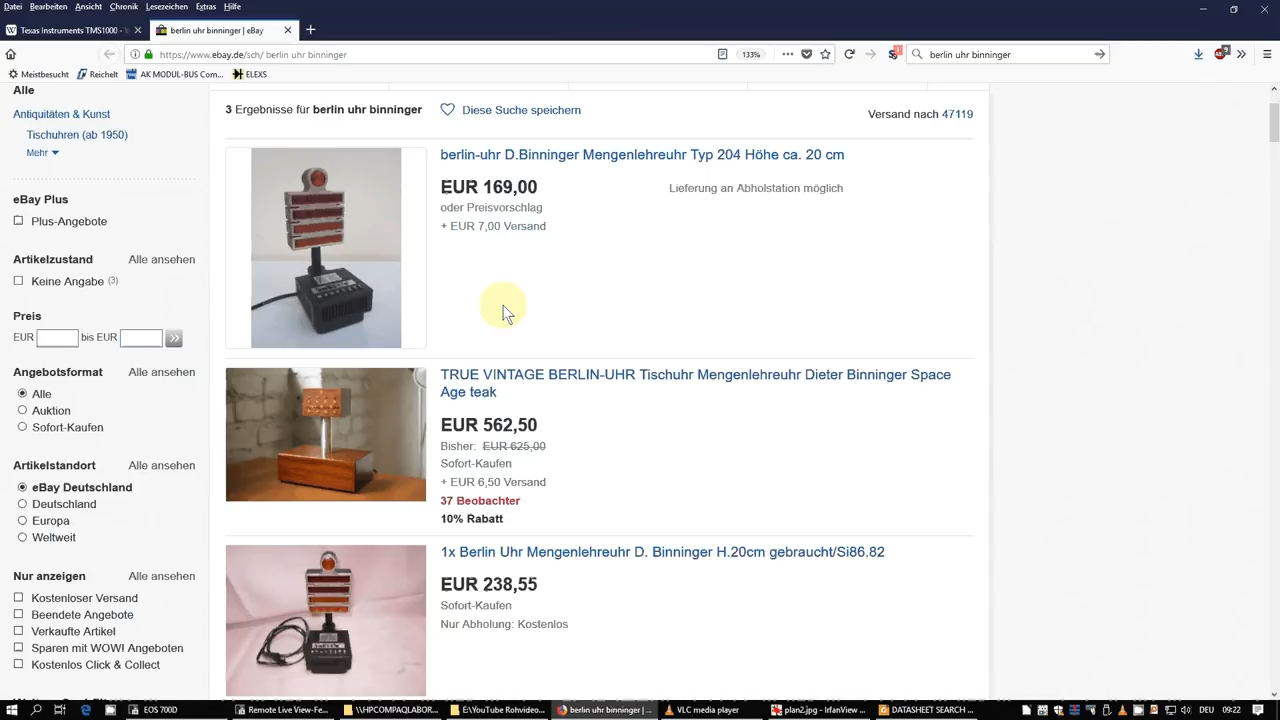 Datei Bearbeiten Ansicht Chronik Lesezeichen Extras Hilfe
Texas Instruments TMS1000 -
berlin uhr binninger | eBay
https://www.ebay.de/sch/ berlin uhr binninger
133%
berlin uhr binninger
Meistbesucht Reichelt AK MODUL-BUS Com... ELEXS
Alle
Antiquitäten & Kunst
Tischuhren (ab 1950)
Mehr
eBay Plus
Plus-Angebote
Artikelzustand Alle ansehen
Keine Angabe (3)
Preis
EUR bis EUR
Angebotsformat Alle ansehen
Alle
Auktion
Sofort-Kaufen
Artikelstandort Alle ansehen
eBay Deutschland
Deutschland
Europa
Weltweit
Nur anzeigen Alle ansehen
Kostenloser Versand
Beendete Angebote
Verkaufte Artikel
Sparen mit WOW! Angeboten
Kostenlos Click & Collect
3 Ergebnisse für berlin uhr binninger
Diese Suche speichern
Versand nach 47119
berlin-uhr D.Binninger Mengenlehreuhr Typ 204 Höhe ca. 20 cm
EUR 169,00
Lieferung an Abholstation möglich
oder Preisvorschlag
+ EUR 7,00 Versand
TRUE VINTAGE BERLIN-UHR Tischuhr Mengenlehreuhr Dieter Binninger Space
Age teak
EUR 562,50
Bisher: EUR 625,00
Sofort-Kaufen
+ EUR 6,50 Versand
37 Beobachter
10% Rabatt
1x Berlin Uhr Mengenlehreuhr D. Binninger H.20cm gebraucht/Si86.82
EUR 238,55
Sofort-Kaufen
Nur Abholung: Kostenlos
EOS 700D
Remote Live View-Fe...
\\HPCOMPAQLABOR...
E:\YouTube Rohvideo...
berlin uhr binninger | ...
VLC media player
plan2.jpg - IrfanView ...
DATASHEET SEARCH ...
DEU 09:22